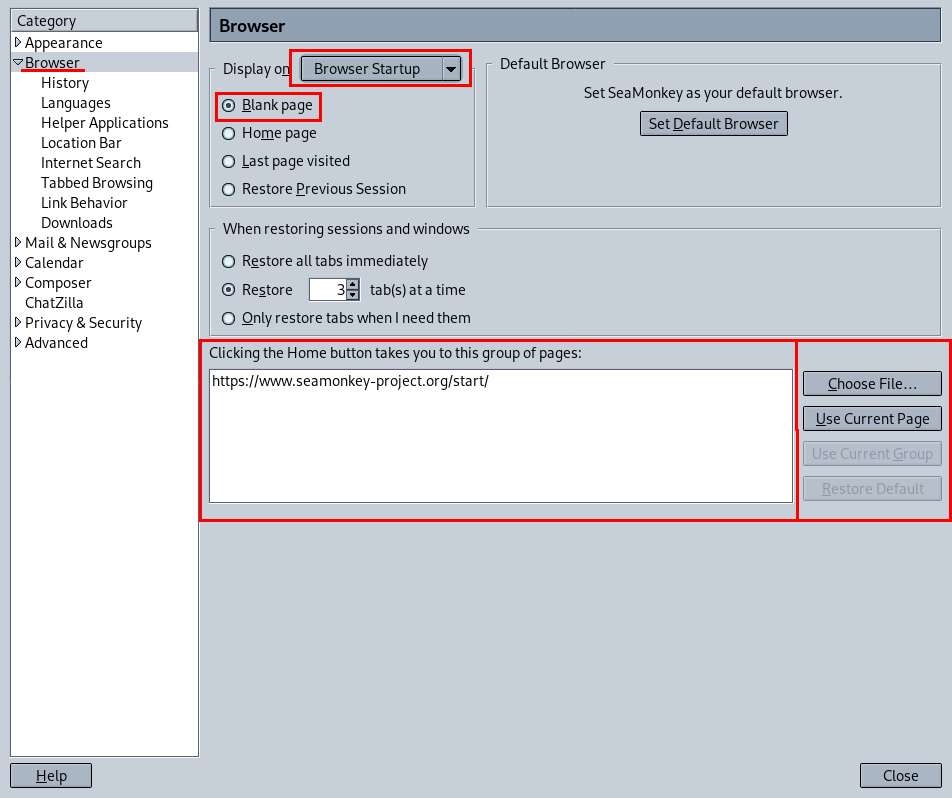 Category
Appearance
Browser
History
Languages
Helper Applications
Location Bar
Internet Search
Tabbed Browsing
Link Behavior
Downloads
Mail & Newsgroups
Calendar
Composer
ChatZilla
Privacy & Security
Advanced
Browser
Display on Browser Startup
Blank page
Home page
Last page visited
Restore Previous Session
Default Browser
Set SeaMonkey as your default browser.
Set Default Browser
When restoring sessions and windows
Restore all tabs immediately
Restore 3 tab(s) at a time
Only restore tabs when I need them
Clicking the Home button takes you to this group of pages:
https://www.seamonkey-project.org/start/
Choose File...
Use Current Page
Use Current Group
Restore Default
Help
Close